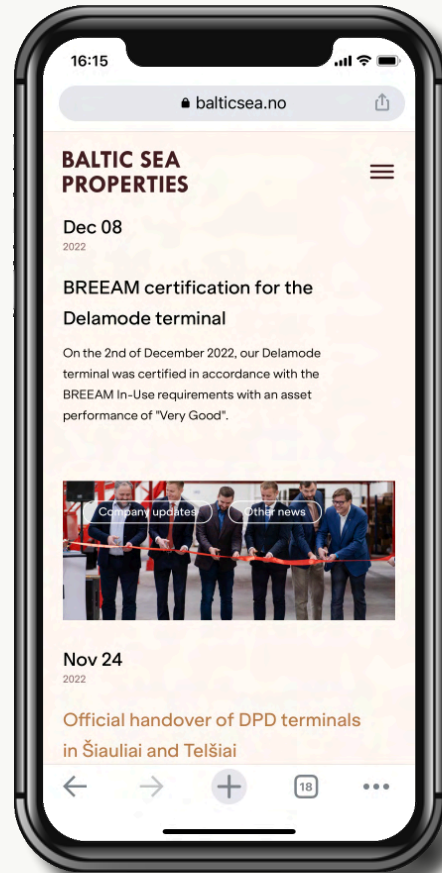 16:15
balticsea.no
BALTIC SEA
PROPERTIES
Dec 08
2022
BREEAM certification for the
Delamode terminal
On the 2nd of December 2022, our Delamode
terminal was certified in accordance with the
BREEAM In-Use requirements with an asset
performance of "Very Good".
Company updates Other news
Nov 24
2022
Official handover of DPD terminals
in Šiauliai and Telšiai
18